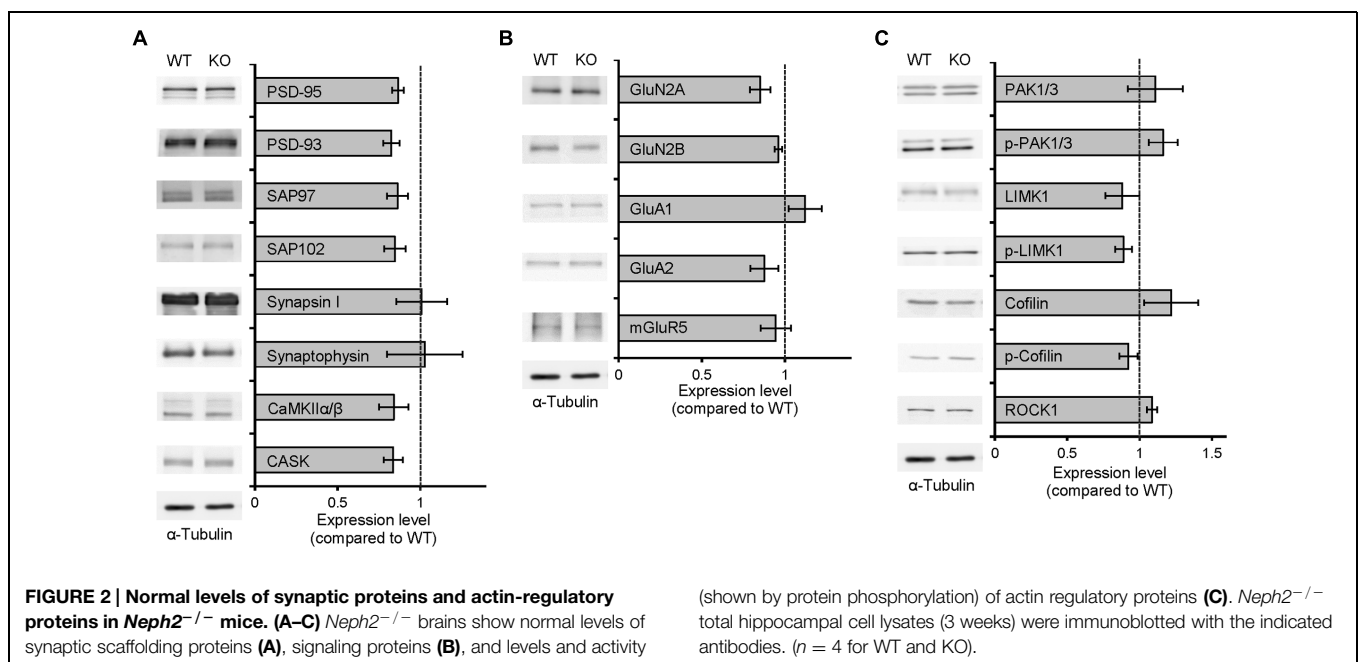 A
WT KO
PSD-95
PSD-93
SAP97
SAP102
Synapsin I
Synaptophysin
CaMKIIα/β
CASK
α-Tubulin
0 0.5 1
Expression level
(compared to WT)
B
WT KO
GluN2A
GluN2B
GluA1
GluA2
mGluR5
α-Tubulin
0 0.5 1
Expression level
(compared to WT)
C
WT KO
PAK1/3
p-PAK1/3
LIMK1
p-LIMK1
Cofilin
p-Cofilin
ROCK1
α-Tubulin
0 0.5 1 1.5
Expression level
(compared to WT)
FIGURE 2 | Normal levels of synaptic proteins and actin-regulatory
proteins in Neph2−/− mice. (A–C) Neph2−/− brains show normal levels of
synaptic scaffolding proteins (A), signaling proteins (B), and levels and activity
(shown by protein phosphorylation) of actin regulatory proteins (C). Neph2−/−
total hippocampal cell lysates (3 weeks) were immunoblotted with the indicated
antibodies. (n = 4 for WT and KO).